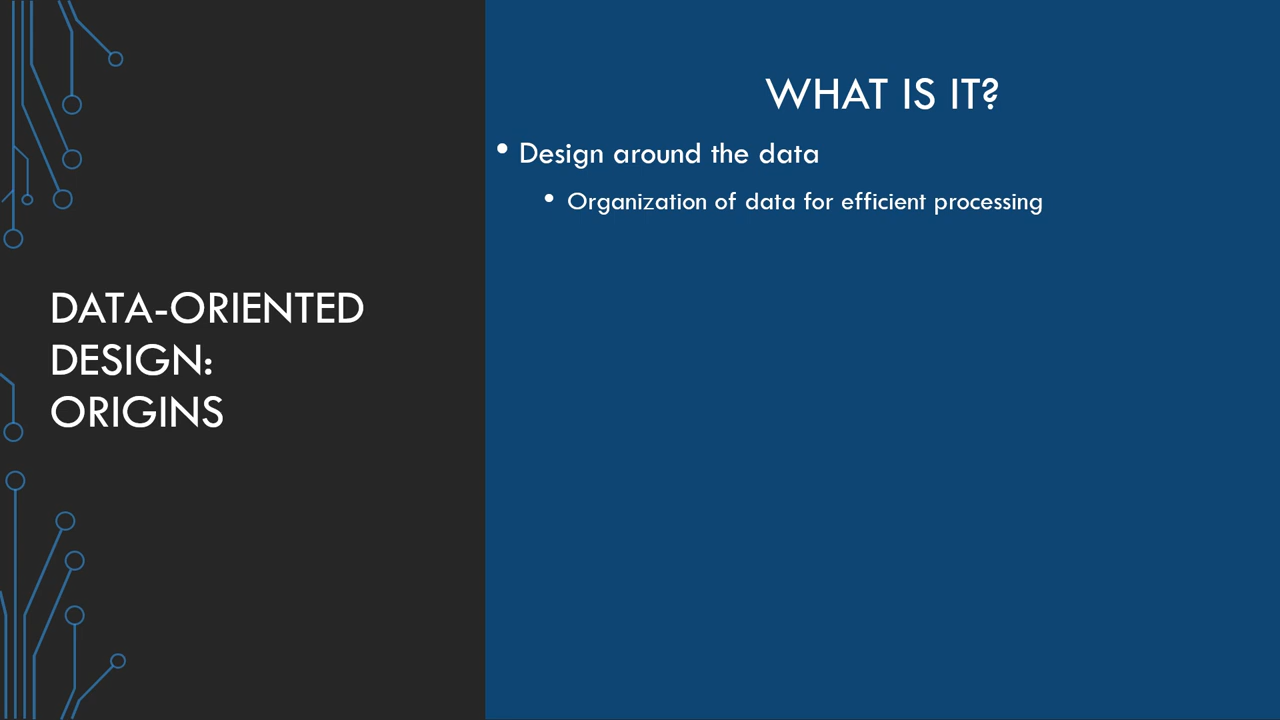 DATA-ORIENTED
DESIGN:
ORIGINS
WHAT IS IT?
• Design around the data
• Organization of data for efficient processing